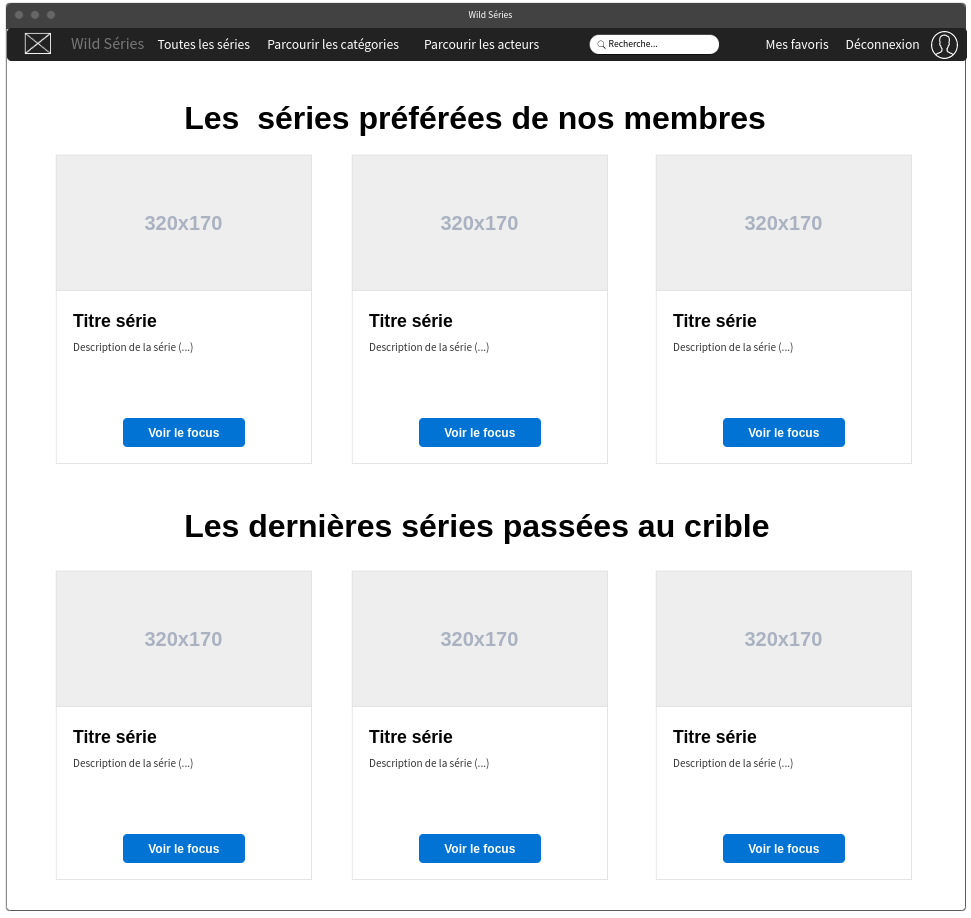 Wild Séries
Wild Séries Toutes les séries Parcourir les catégories Parcourir les acteurs Recherche... Mes favoris Déconnexion
Les séries préférées de nos membres
320x170 320x170 320x170
Titre série Titre série Titre série
Description de la série (...) Description de la série (...) Description de la série (...)
Voir le focus Voir le focus Voir le focus
Les dernières séries passées au crible
320x170 320x170 320x170
Titre série Titre série Titre série
Description de la série (...) Description de la série (...) Description de la série (...)
Voir le focus Voir le focus Voir le focus